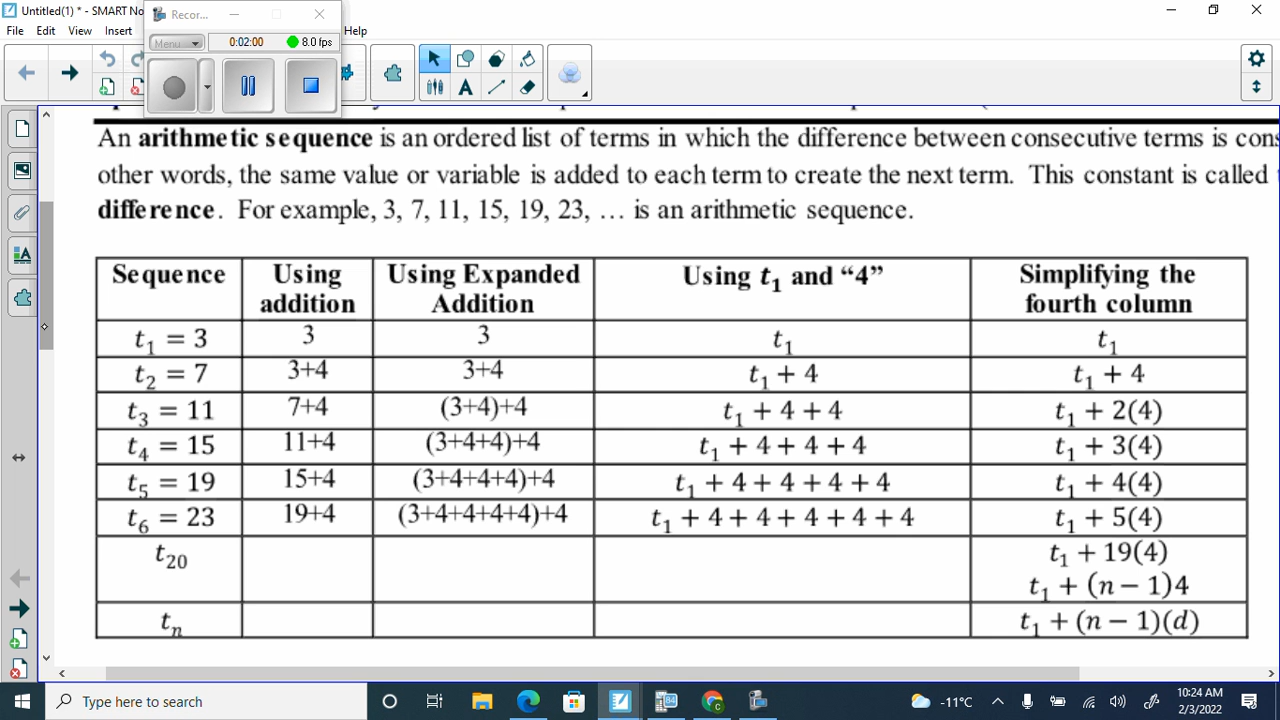 Untitled(1) * - SMART No
Recor...
File Edit View Insert
Help
Menu
0:02:00
8.0 fps
An arithmetic sequence is an ordered list of terms in which the difference between consecutive terms is cons
other words, the same value or variable is added to each term to create the next term. This constant is called
difference. For example, 3, 7, 11, 15, 19, 23, … is an arithmetic sequence.
Sequence Using addition Using Expanded Addition Using t₁ and “4” Simplifying the fourth column
t₁ = 3 3 3 t₁ t₁
t₂ = 7 3+4 3+4 t₁ + 4 t₁ + 4
t₃ = 11 7+4 (3+4)+4 t₁ + 4 + 4 t₁ + 2(4)
t₄ = 15 11+4 (3+4+4)+4 t₁ + 4 + 4 + 4 t₁ + 3(4)
t₅ = 19 15+4 (3+4+4+4)+4 t₁ + 4 + 4 + 4 + 4 t₁ + 4(4)
t₆ = 23 19+4 (3+4+4+4+4)+4 t₁ + 4 + 4 + 4 + 4 + 4 t₁ + 5(4)
t₂₀ t₁ + 19(4)
t₁ + (n − 1)4
tₙ t₁ + (n − 1)(d)
Type here to search
-11°C
10:24 AM
2/3/2022